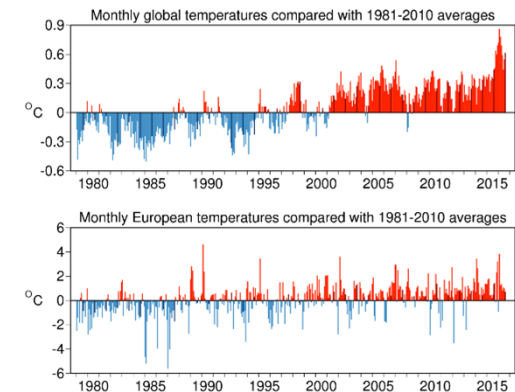 Monthly global temperatures compared with 1981-2010 averages
0.9
0.6
0.3
°C 0
-0.3
-0.6
1980 1985 1990 1995 2000 2005 2010 2015
Monthly European temperatures compared with 1981-2010 averages
6
4
2
°C 0
-2
-4
-6
1980 1985 1990 1995 2000 2005 2010 2015